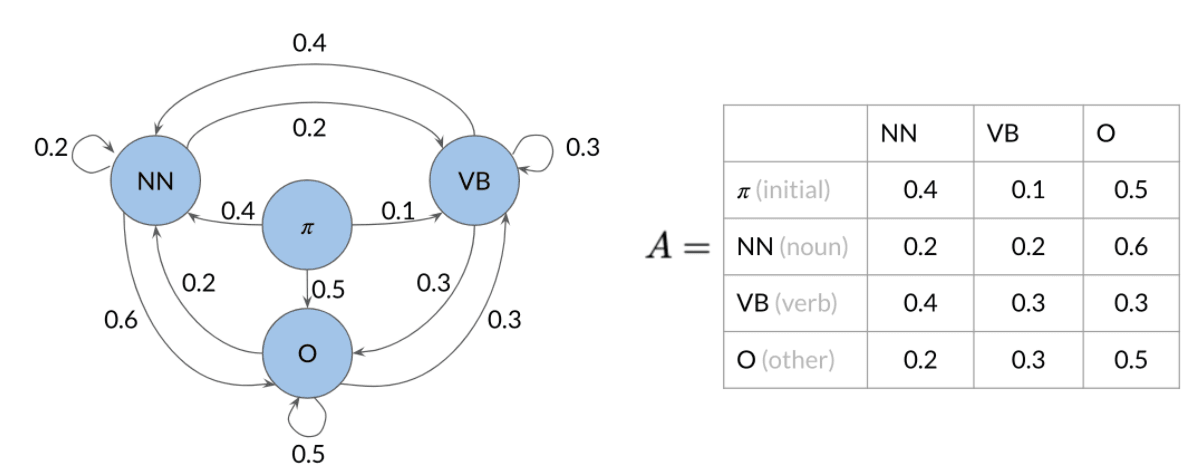 0.4
0.2
0.2
0.3
NN
VB
π
0.4
0.1
0.2
0.5
0.3
0.6
0.3
O
0.5
A =
NN VB O
π (initial) 0.4 0.1 0.5
NN (noun) 0.2 0.2 0.6
VB (verb) 0.4 0.3 0.3
O (other) 0.2 0.3 0.5